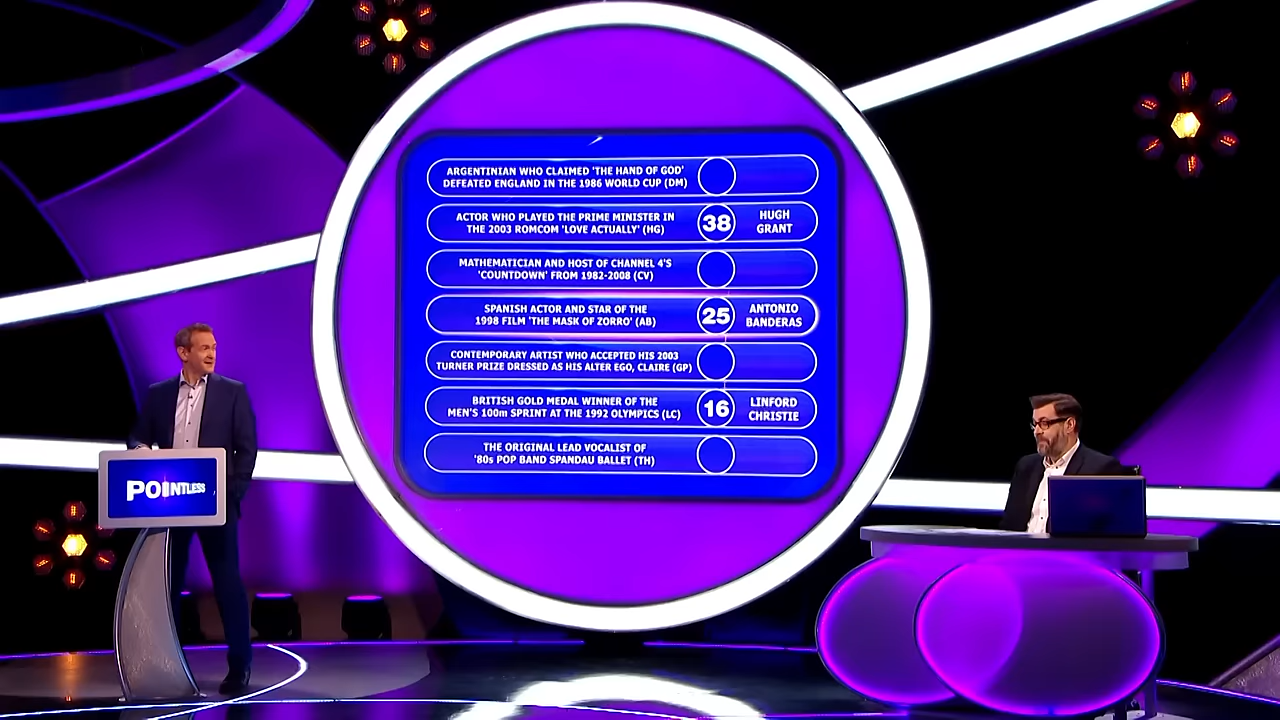 ARGENTINIAN WHO CLAIMED 'THE HAND OF GOD'
DEFEATED ENGLAND IN THE 1986 WORLD CUP (DM)
ACTOR WHO PLAYED THE PRIME MINISTER IN
THE 2003 ROMCOM 'LOVE ACTUALLY' (HG)
38
HUGH
GRANT
MATHEMATICIAN AND HOST OF CHANNEL 4'S
'COUNTDOWN' FROM 1982-2008 (CV)
SPANISH ACTOR AND STAR OF THE
1998 FILM 'THE MASK OF ZORRO' (AB)
25
ANTONIO
BANDERAS
CONTEMPORARY ARTIST WHO ACCEPTED HIS 2003
TURNER PRIZE DRESSED AS HIS ALTER EGO, CLAIRE (GP)
BRITISH GOLD MEDAL WINNER OF THE
MEN'S 100m SPRINT AT THE 1992 OLYMPICS (LC)
16
LINFORD
CHRISTIE
THE ORIGINAL LEAD VOCALIST OF
'80s POP BAND SPANDAU BALLET (TH)
POINTLESS